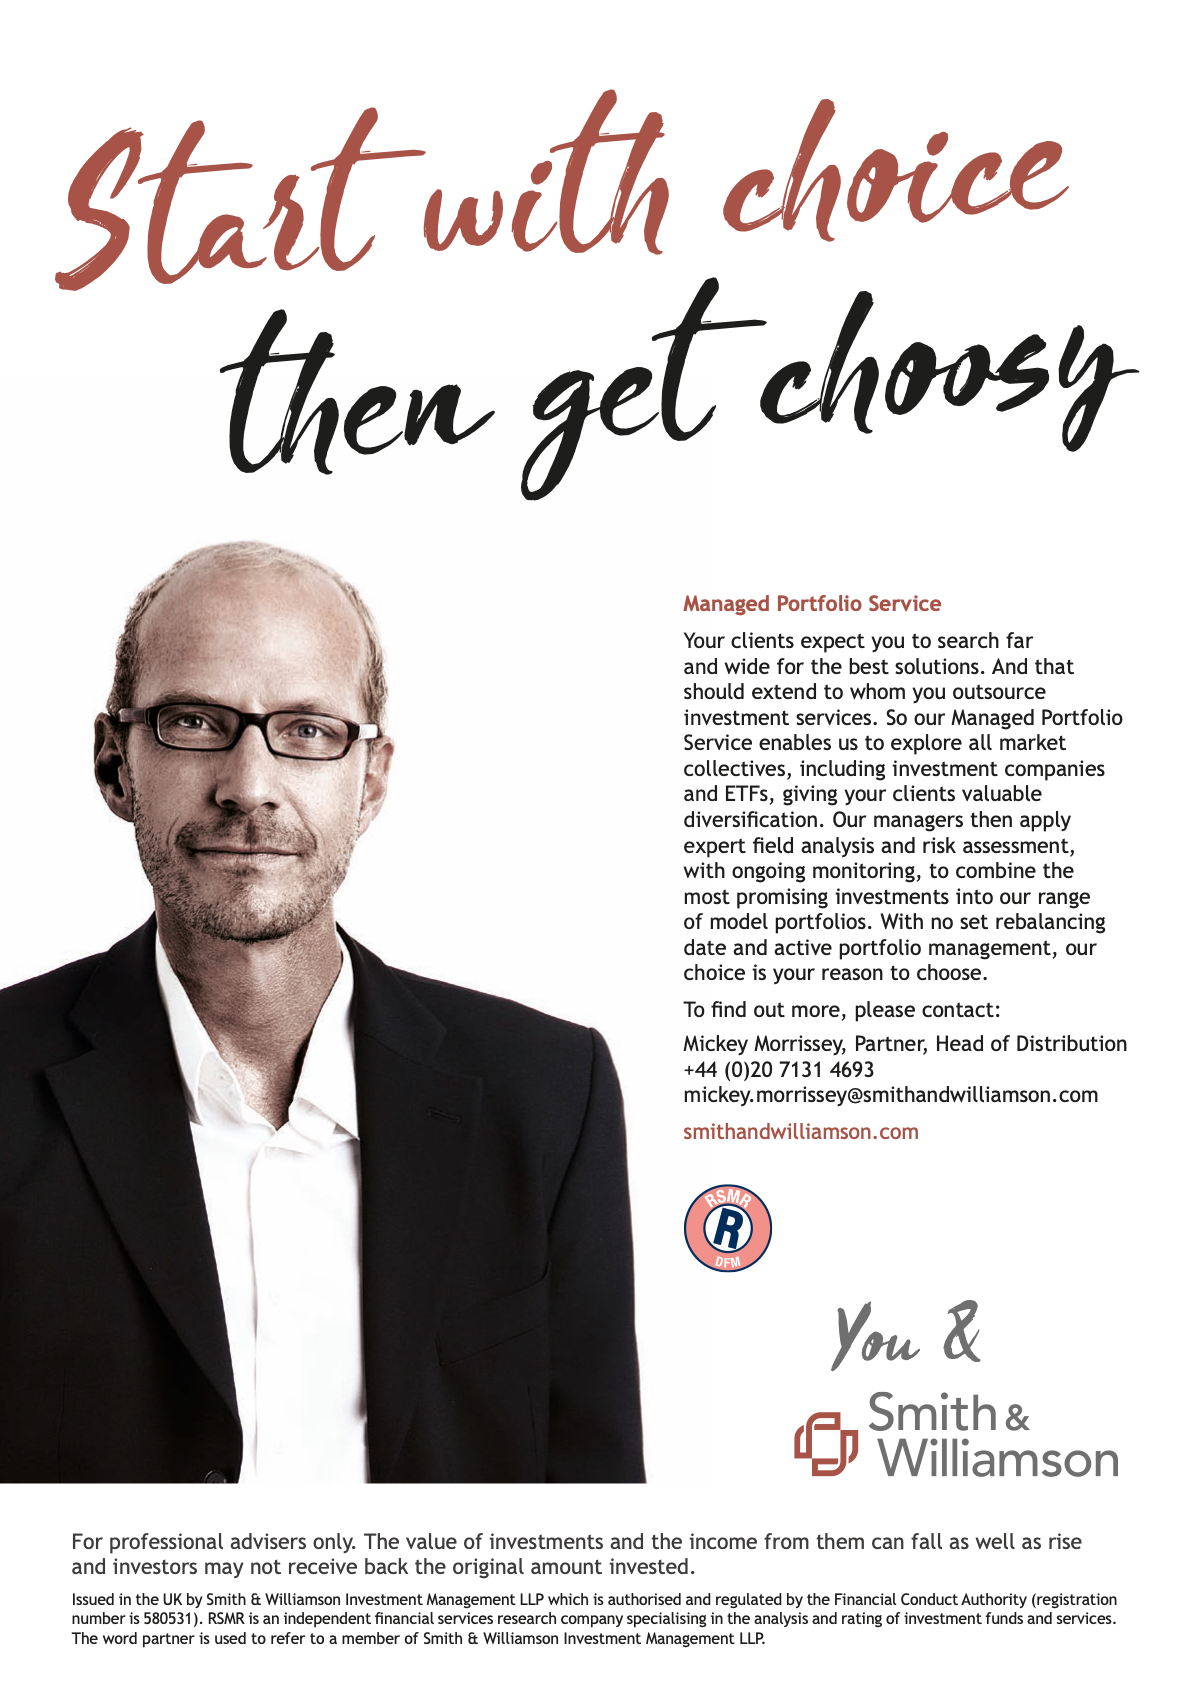 Start with choice
then get choosy
Managed Portfolio Service
Your clients expect you to search far
and wide for the best solutions. And that
should extend to whom you outsource
investment services. So our Managed Portfolio
Service enables us to explore all market
collectives, including investment companies
and ETFs, giving your clients valuable
diversification. Our managers then apply
expert field analysis and risk assessment,
with ongoing monitoring, to combine the
most promising investments into our range
of model portfolios. With no set rebalancing
date and active portfolio management, our
choice is your reason to choose.
To find out more, please contact:
Mickey Morrissey, Partner, Head of Distribution
+44 (0)20 7131 4693
mickey.morrissey@smithandwilliamson.com
smithandwilliamson.com
RSMR
R
DFM
You &
Smith &
Williamson
For professional advisers only. The value of investments and the income from them can fall as well as rise
and investors may not receive back the original amount invested.
Issued in the UK by Smith & Williamson Investment Management LLP which is authorised and regulated by the Financial Conduct Authority (registration
number is 580531). RSMR is an independent financial services research company specialising in the analysis and rating of investment funds and services.
The word partner is used to refer to a member of Smith & Williamson Investment Management LLP.